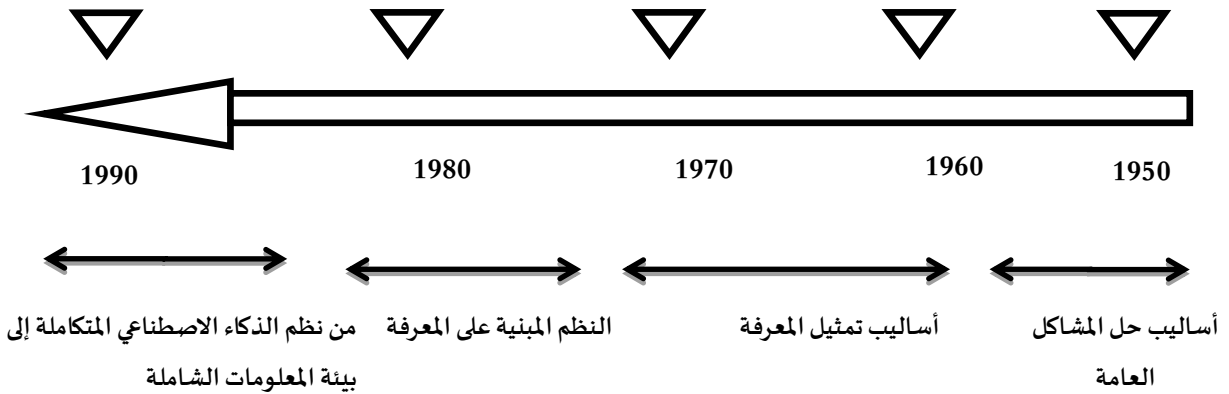 1950 1960 1970 1980 1990
أساليب حل المشاكل العامة
أساليب تمثيل المعرفة
النظم المبنية على المعرفة
من نظم الذكاء الاصطناعي المتكاملة إلى
بيئة المعلومات الشاملة